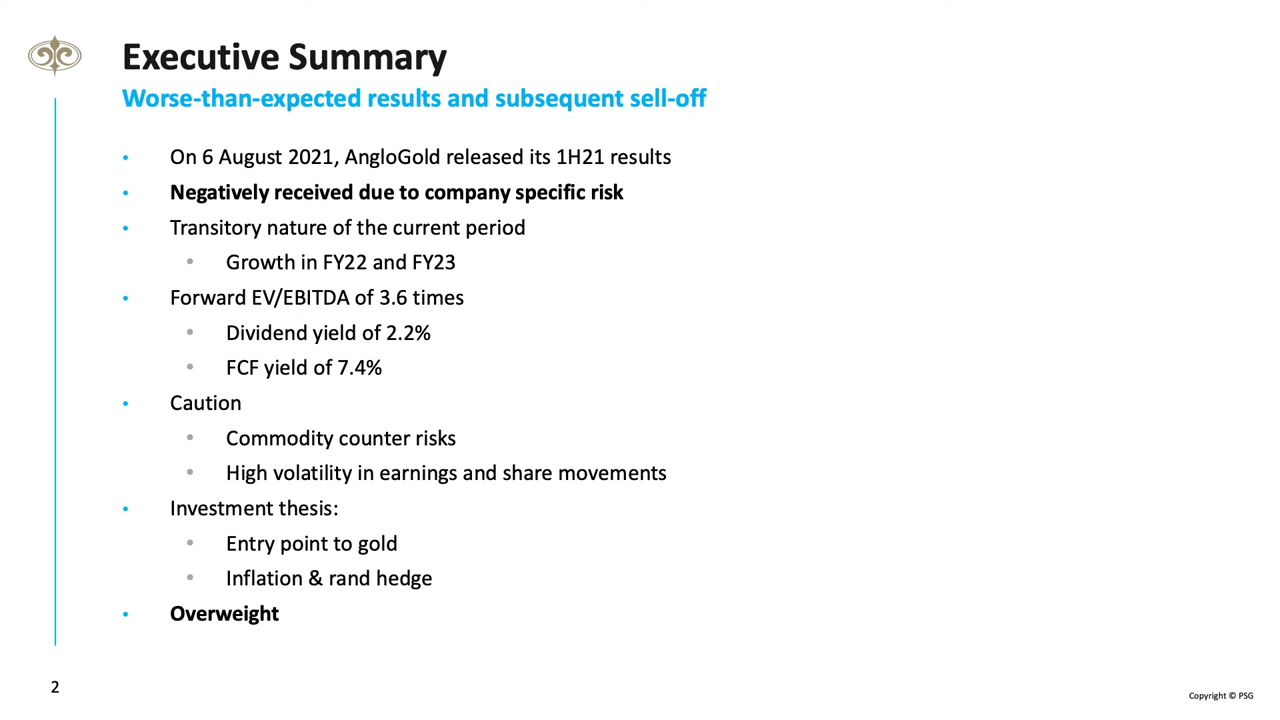 Executive Summary
Worse-than-expected results and subsequent sell-off
• On 6 August 2021, AngloGold released its 1H21 results
• Negatively received due to company specific risk
• Transitory nature of the current period
• Growth in FY22 and FY23
• Forward EV/EBITDA of 3.6 times
• Dividend yield of 2.2%
• FCF yield of 7.4%
• Caution
• Commodity counter risks
• High volatility in earnings and share movements
• Investment thesis:
• Entry point to gold
• Inflation & rand hedge
• Overweight
2
Copyright © PSG